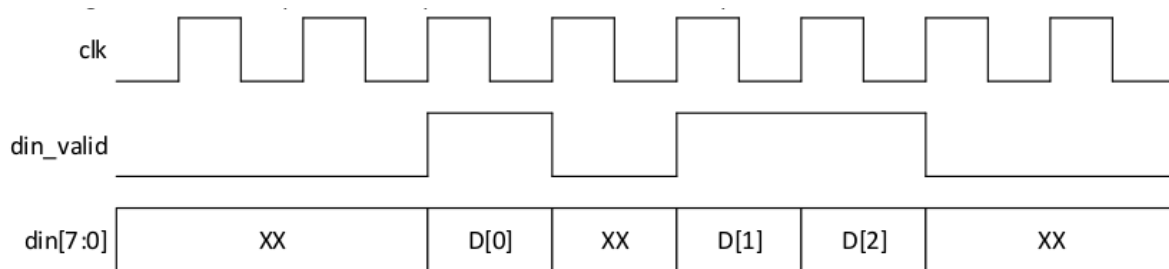 clk
din_valid
din[7:0] XX D[0] XX D[1] D[2] XX